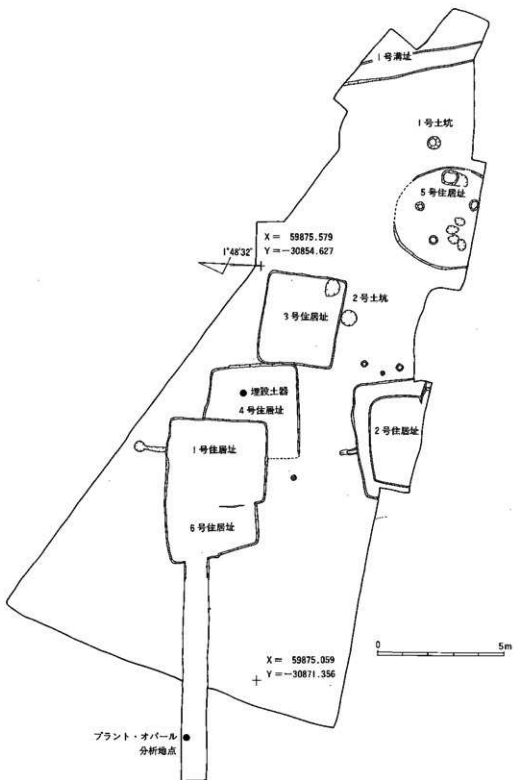 1号溝址
1号土坑
5号住居址
X = 59875.579
Y = -30854.627
1°48′32″
2号土坑
3号住居址
埋設土器
4号住居址
2号住居址
1号住居址
6号住居址
0 5m
X = 59875.059
Y = -30871.356
プラント・オパール
分析地点